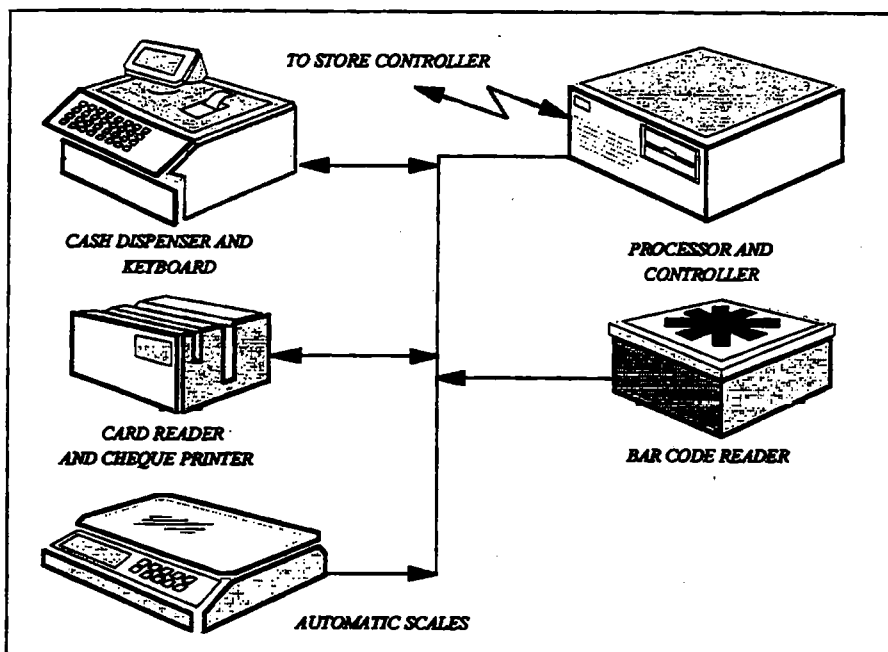 TO STORE CONTROLLER
CASH DISPENSER AND
KEYBOARD
PROCESSOR AND
CONTROLLER
CARD READER
AND CHEQUE PRINTER
BAR CODE READER
AUTOMATIC SCALES